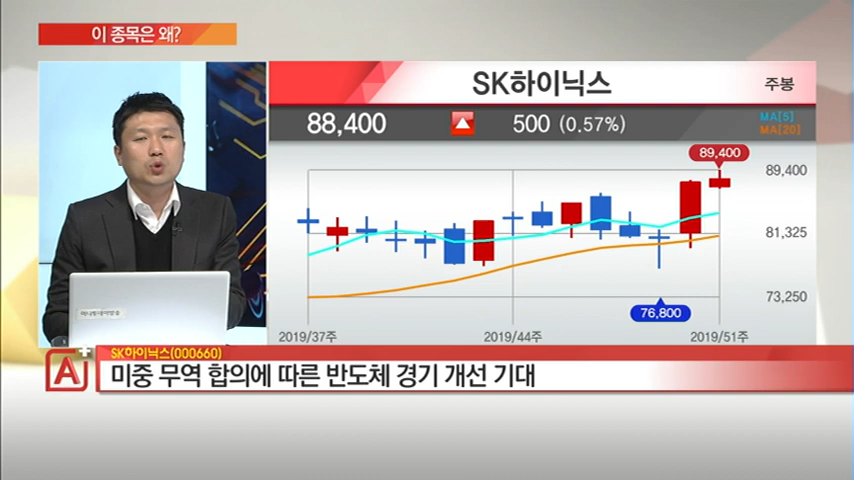 이 종목은 왜?
SK하이닉스
주봉
88,400 500 (0.57%)
MA[5]
MA[20]
89,400
89,400
81,325
73,250
76,800
2019/37주 2019/44주 2019/51주
SK하이닉스(000660)
A+
미중 무역 합의에 따른 반도체 경기 개선 기대